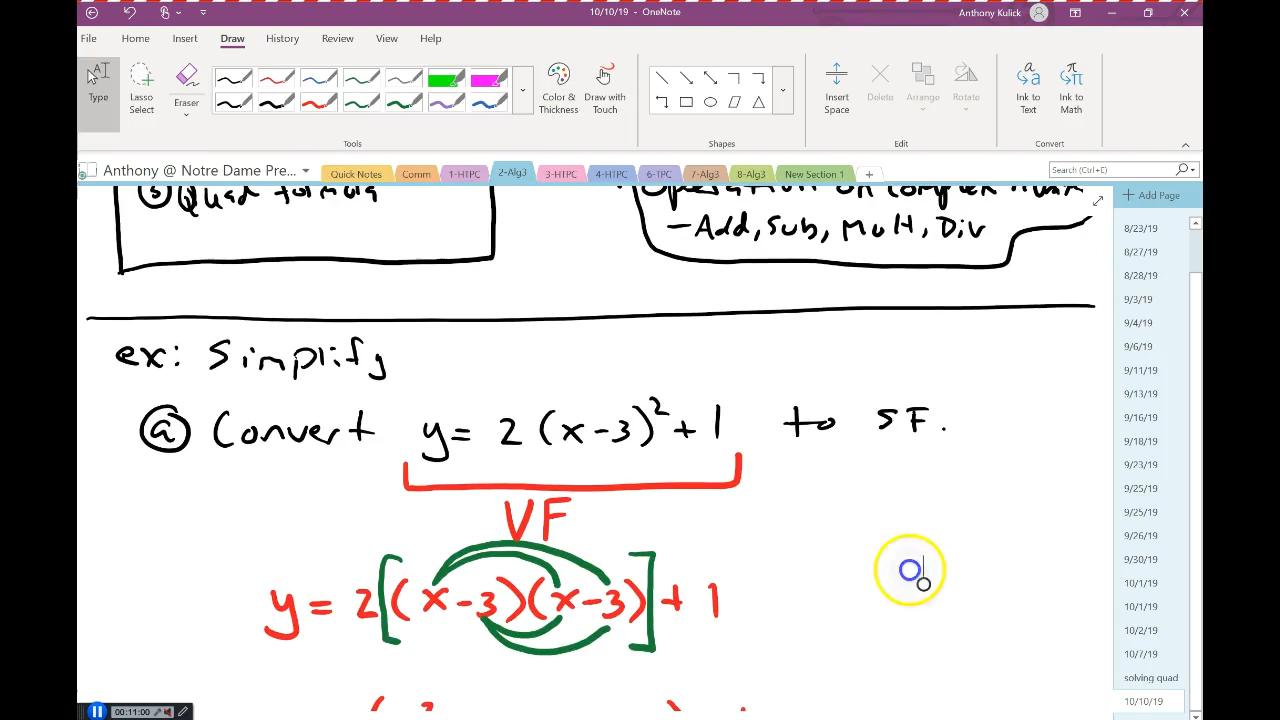 10/10/19 - OneNote
Anthony Kulick
File Home Insert Draw History Review View Help
Type
Lasso Select
Eraser
Color & Thickness
Draw with Touch
Insert Space
Delete
Arrange
Rotate
Ink to Text
Ink to Math
Tools
Shapes
Edit
Convert
Anthony @ Notre Dame Pre...
Quick Notes Comm 1-HTPC 2-Alg3 3-HTPC 4-HTPC 6-TPC 7-Alg3 8-Alg3 New Section 1
Search (Ctrl+E)
Add Page
8/23/19
8/27/19
8/28/19
9/3/19
9/4/19
9/6/19
9/11/19
9/13/19
9/16/19
9/18/19
9/23/19
9/25/19
9/25/19
9/26/19
9/30/19
10/1/19
10/1/19
10/2/19
10/7/19
solving quad
10/10/19
Quad formula
Operation on Complex
- Add, Sub, Mult, Div
ex: Simplify
(a) Convert y = 2(x-3)² + 1 to SF.
VF
y = 2[(x-3)(x-3)] + 1
00:11:00